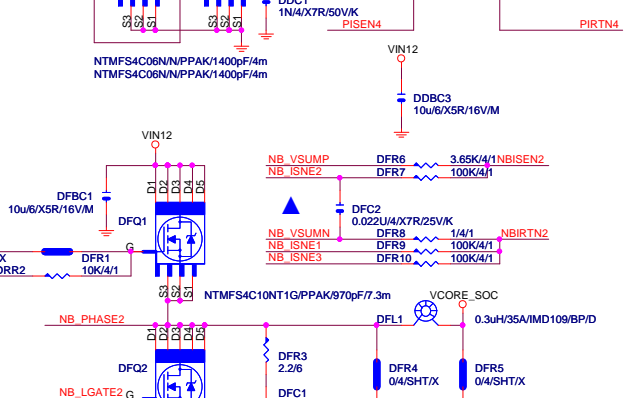 S3 S2 S1 S3 S2 S1
1N/4/X7R/50V/K
PISEN4
PIRTN4
NTMFS4C06N/N/PPAK/1400pF/4m
NTMFS4C06N/N/PPAK/1400pF/4m
VIN12
DDBC3
10u/6/X5R/16V/M
VIN12
NB_VSUMP DFR6 3.65K/4/1 NBISEN2
NB_ISNE2 DFR7 100K/4/1
D1 D2 D3 D4 D5
DFBC1
10u/6/X5R/16V/M
DFC2
0.022U/4/X7R/25V/K
DFQ1
NB_VSUMN DFR8 1/4/1 NBIRTN2
NB_ISNE1 DFR9 100K/4/1
NB_ISNE3 DFR10 100K/4/1
G
X DFR1
DRR2 10K/4/1
S3 S2 S1
NTMFS4C10NT1G/PPAK/970pF/7.3m
VCORE_SOC
NB_PHASE2
DFL1
0.3uH/35A/IMD109/BP/D
D1 D2 D3 D4 D5
DFQ2
DFR3
2.2/6
DFR4
0/4/SHT/X
DFR5
0/4/SHT/X
NB_LGATE2 G
DFC1